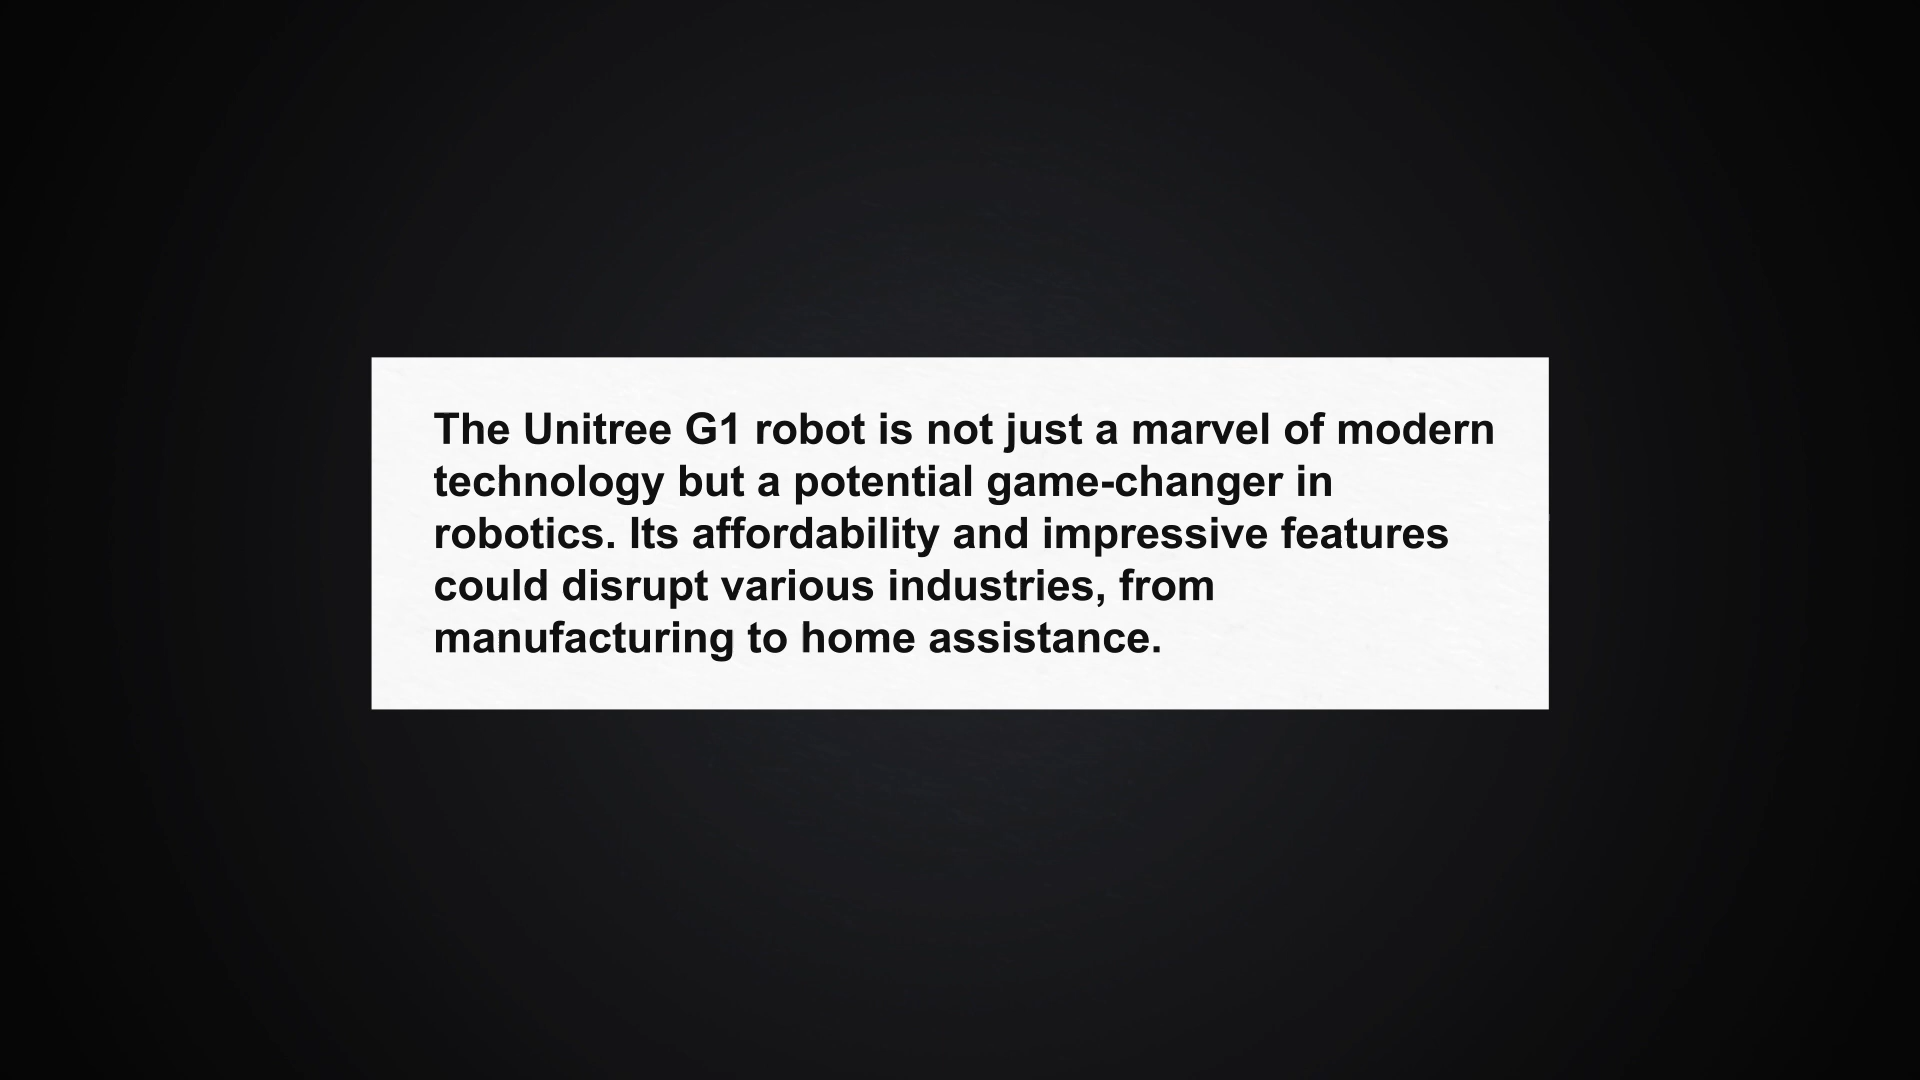 The Unitree G1 robot is not just a marvel of modern
technology but a potential game-changer in
robotics. Its affordability and impressive features
could disrupt various industries, from
manufacturing to home assistance.